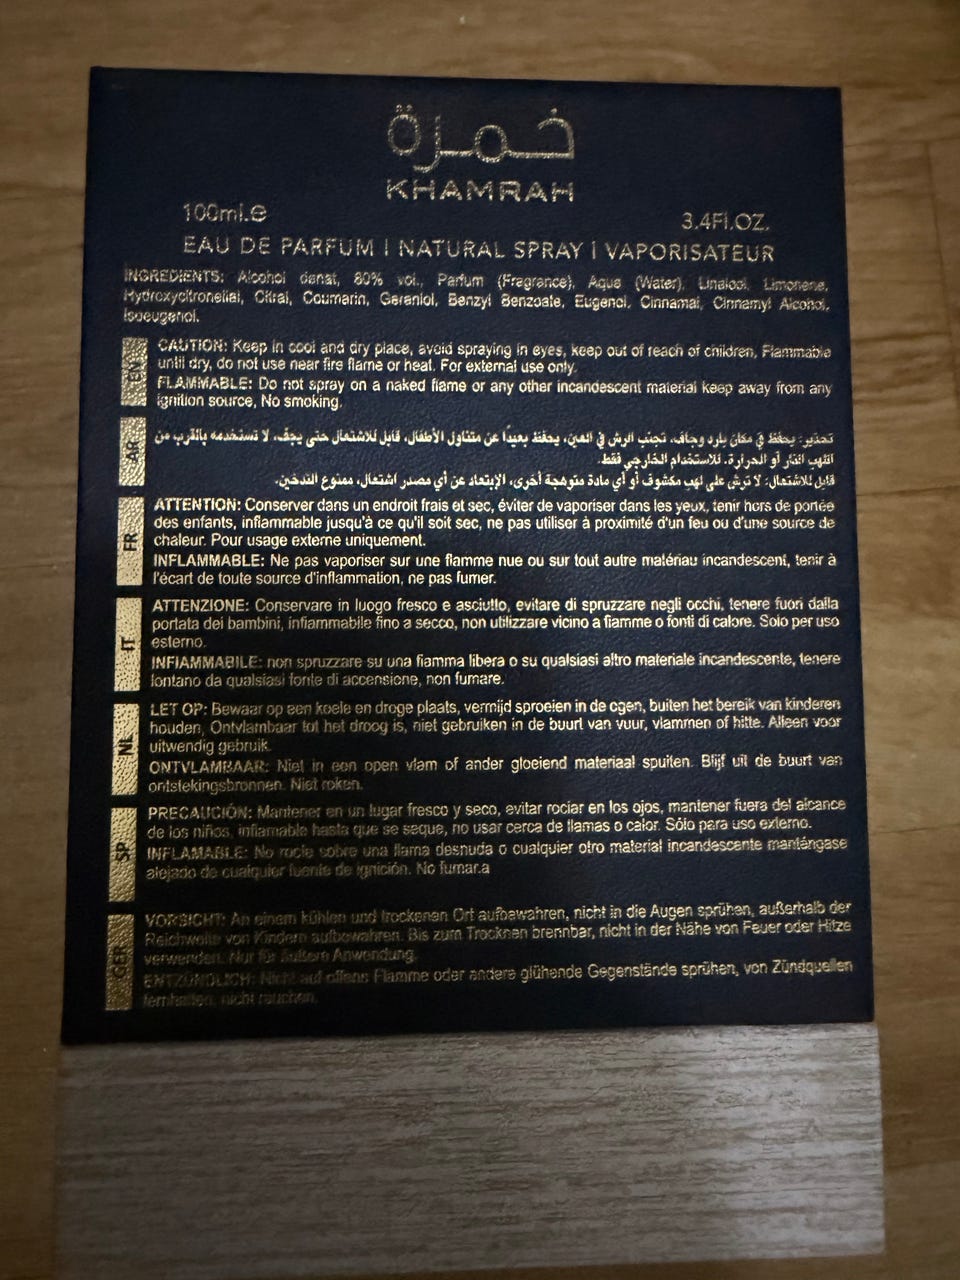 خمرة
KHAMRAH
100ml.e 3.4Fl.OZ.
EAU DE PARFUM | NATURAL SPRAY | VAPORISATEUR
INGREDIENTS: Alcohol denat, 80% vol., Parfum (Fragrance), Aqua (Water), Linalool, Limonene,
Hydroxycitronellal, Citral, Coumarin, Geraniol, Benzyl Benzoate, Eugenol, Cinnamal, Cinnamyl Alcohol,
Isoeugenol.
EN
CAUTION: Keep in cool and dry place, avoid spraying in eyes, keep out of reach of children, Flammable
until dry, do not use near fire flame or heat. For external use only.
FLAMMABLE: Do not spray on a naked flame or any other incandescent material keep away from any
ignition source, No smoking.
AR
تحذير: يحفظ في مكان بارد وجاف، تجنب الرش في العين، يحفظ بعيداً عن متناول الأطفال، قابل للاشتعال حتى يجف، لا تستخدمه بالقرب من
اللهب النار أو الحرارة. للاستخدام الخارجي فقط.
قابل للاشتعال: لا ترش على لهب مكشوف أو أي مادة متوهجة أخرى، الإبتعاد عن أي مصدر اشتعال، ممنوع التدخين.
FR
ATTENTION: Conserver dans un endroit frais et sec, éviter de vaporiser dans les yeux, tenir hors de portée
des enfants, inflammable jusqu'à ce qu'il soit sec, ne pas utiliser à proximité d'un feu ou d'une source de
chaleur. Pour usage externe uniquement.
INFLAMMABLE: Ne pas vaporiser sur une flamme nue ou sur tout autre matériau incandescent, tenir à
l'écart de toute source d'inflammation, ne pas fumer.
IT
ATTENZIONE: Conservare in luogo fresco e asciutto, evitare di spruzzare negli occhi, tenere fuori dalla
portata dei bambini, infiammabile fino a secco, non utilizzare vicino a fiamme o fonti di calore. Solo per uso
esterno.
INFIAMMABILE: non spruzzare su una fiamma libera o su qualsiasi altro materiale incandescente, tenere
lontano da qualsiasi fonte di accensione, non fumare.
NL
LET OP: Bewaar op een koele en droge plaats, vermijd sproeien in de ogen, buiten het bereik van kinderen
houden, Ontvlambaar tot het droog is, niet gebruiken in de buurt van vuur, vlammen of hitte. Alleen voor
uitwendig gebruik.
ONTVLAMBAAR: Niet in een open vlam of ander gloeiend materiaal spuiten. Blijf uit de buurt van
ontstekingsbronnen. Niet roken.
SP
PRECAUCIÓN: Mantener en un lugar fresco y seco, evitar rociar en los ojos, mantener fuera del alcance
de los niños, inflamable hasta que se seque, no usar cerca de llamas o calor. Sólo para uso externo.
INFLAMABLE: No rocíe sobre una llama desnuda o cualquier otro material incandescente manténgase
alejado de cualquier fuente de ignición. No fumar.a
GER
VORSICHT: An einem kühlen und trockenen Ort aufbewahren, nicht in die Augen sprühen, außerhalb der
Reichweite von Kindern aufbewahren. Bis zum Trocknen brennbar, nicht in der Nähe von Feuer oder Hitze
verwenden. Nur für äußern Anwendung.
ENTZÜNDLICH: Nicht auf offene Flamme oder andere glühende Gegenstände sprühen, von Zündquellen
fernhalten, nicht rauchen.